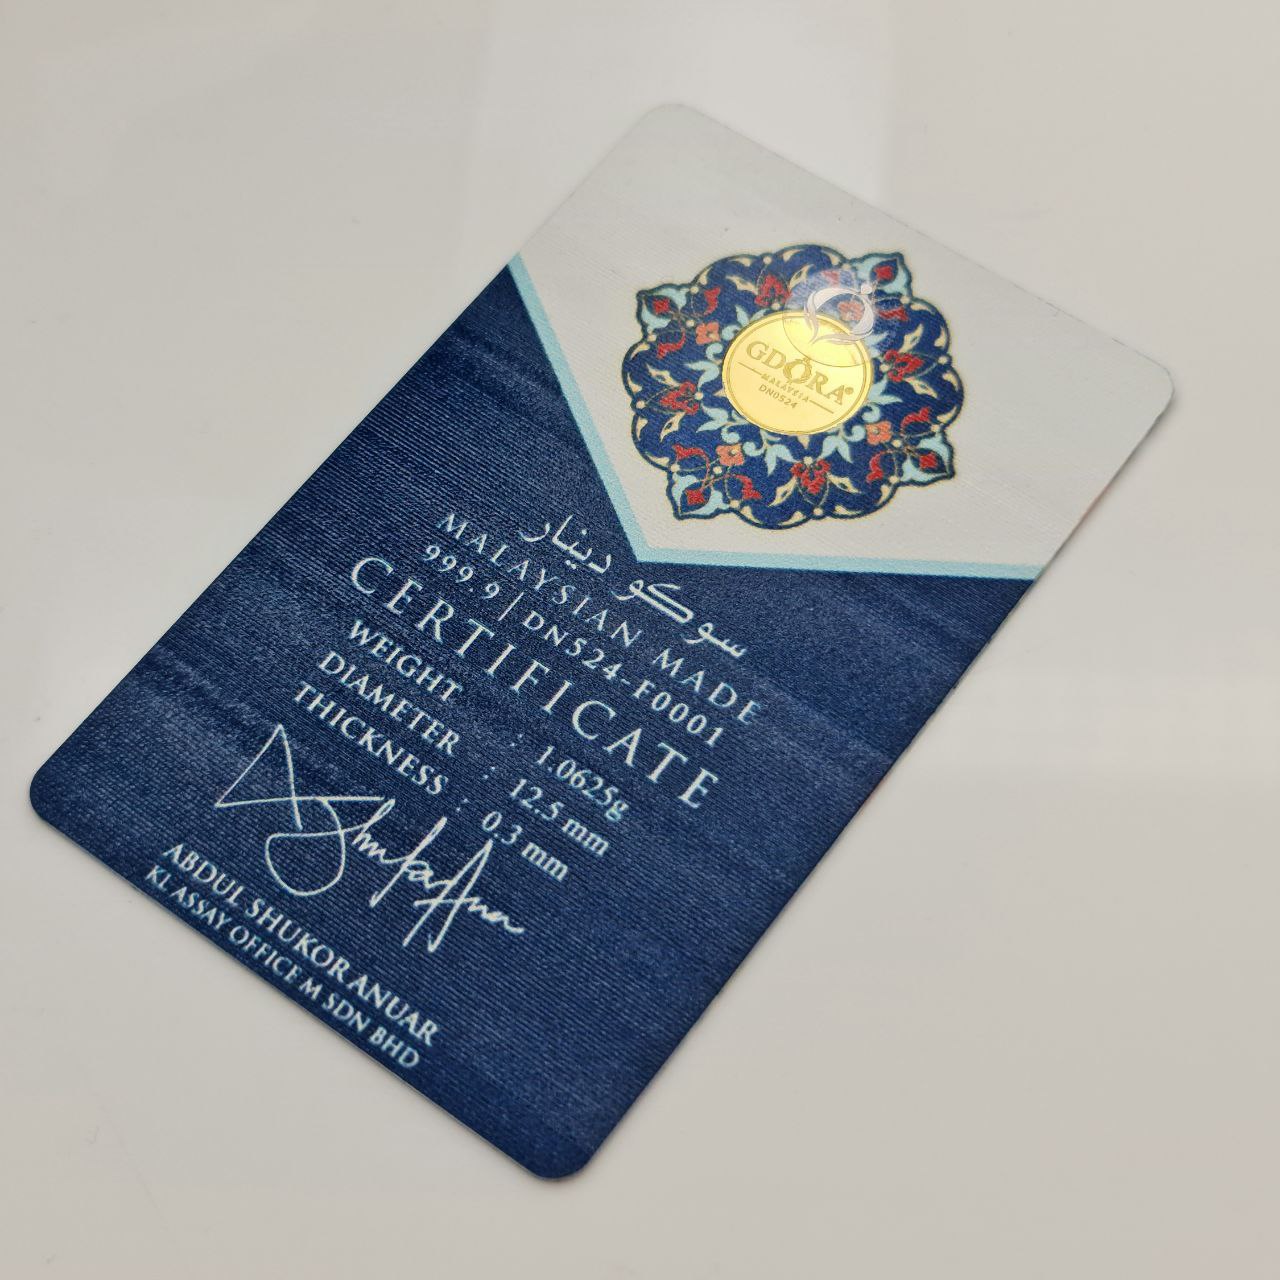 GDORA®
MALAYSIA
DN0524
سوكو دينار
MALAYSIAN MADE
999.9 | DN524-F0001
CERTIFICATE
WEIGHT : 1.0625g
DIAMETER : 12.5 mm
THICKNESS : 0.3 mm
ABDUL SHUKOR ANUAR
KL ASSAY OFFICE M SDN BHD